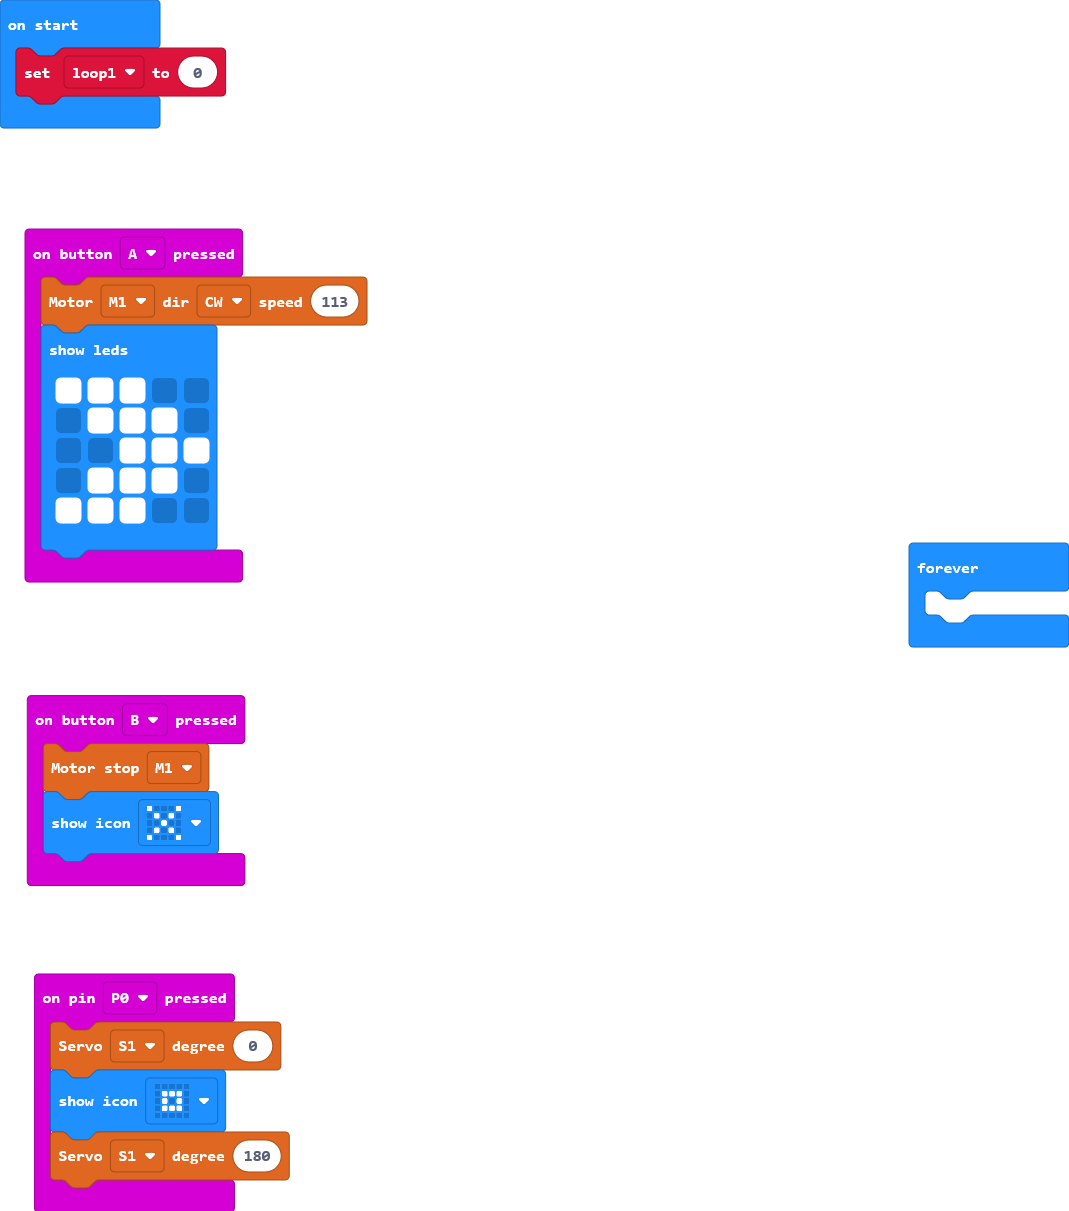 on start
set loop1 to 0
on button A pressed
Motor M1 dir CW speed 113
show leds
forever
on button B pressed
Motor stop M1
show icon
on pin P0 pressed
Servo S1 degree 0
show icon
Servo S1 degree 180